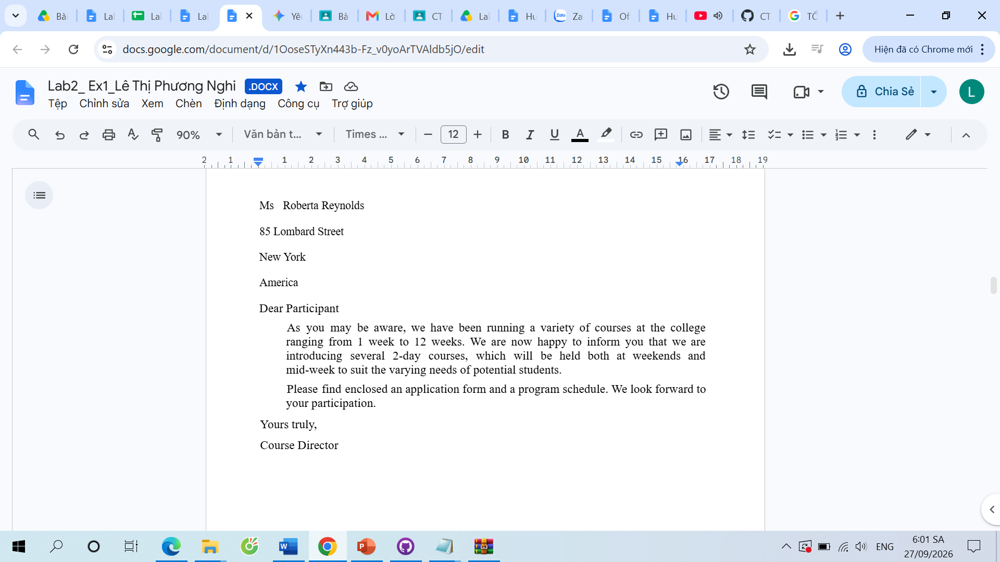 Bài
Lal
Lal
Lal
Yêu
Bà
Lờ
CT
Lal
Hu
Za
Of
Hu
CT
TỔ
docs.google.com/document/d/1OoseSTyXn443b-Fz_v0yoArTVAldb5jO/edit
Hiện đã có Chrome mới
Lab2_ Ex1_Lê Thị Phương Nghi .DOCX
Tệp Chỉnh sửa Xem Chèn Định dạng Công cụ Trợ giúp
Chia Sẻ
L
90% Văn bản t... Times ... 12
2 1 1 2 3 4 5 6 7 8 9 10 11 12 13 14 15 16 17 18 19
Ms Roberta Reynolds
85 Lombard Street
New York
America
Dear Participant
As you may be aware, we have been running a variety of courses at the college
ranging from 1 week to 12 weeks. We are now happy to inform you that we are
introducing several 2-day courses, which will be held both at weekends and
mid-week to suit the varying needs of potential students.
Please find enclosed an application form and a program schedule. We look forward to
your participation.
Yours truly,
Course Director
ENG
6:01 SA
27/09/2026